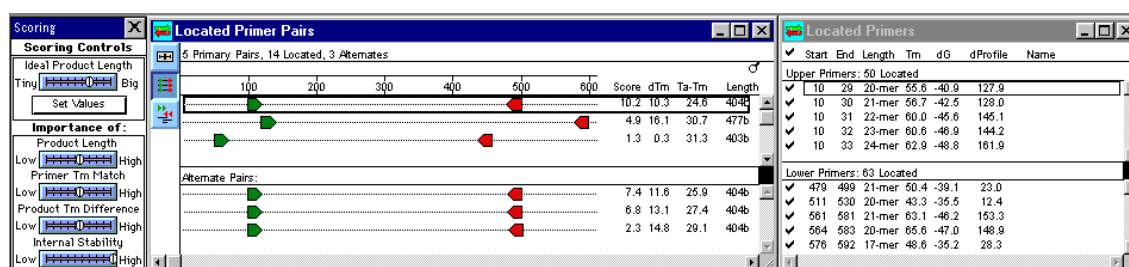 Scoring
Scoring Controls
Ideal Product Length
Tiny Big
Set Values
Importance of:
Product Length
Low High
Primer Tm Match
Low High
Product Tm Difference
Low High
Internal Stability
Low High
Located Primer Pairs
5 Primary Pairs, 14 Located, 3 Alternates
100 200 300 400 500 600 Score dTm Ta-Tm Length
10.2 10.3 24.6 404b
4.9 16.1 30.7 477b
1.3 0.3 31.3 403b
Alternate Pairs:
7.4 11.6 25.9 404b
6.8 13.1 27.4 404b
2.3 14.8 29.1 404b
Located Primers
Start End Length Tm dG dProfile Name
Upper Primers: 50 Located
10 29 20-mer 55.6 -40.9 127.9
10 30 21-mer 56.7 -42.5 128.0
10 31 22-mer 60.0 -45.6 145.1
10 32 23-mer 60.6 -46.9 144.2
10 33 24-mer 62.9 -48.8 161.9
Lower Primers: 63 Located
479 499 21-mer 50.4 -39.1 23.0
511 530 20-mer 43.3 -35.5 12.4
561 581 21-mer 63.1 -46.2 153.3
564 583 20-mer 65.6 -47.0 148.9
576 592 17-mer 48.6 -35.2 28.3